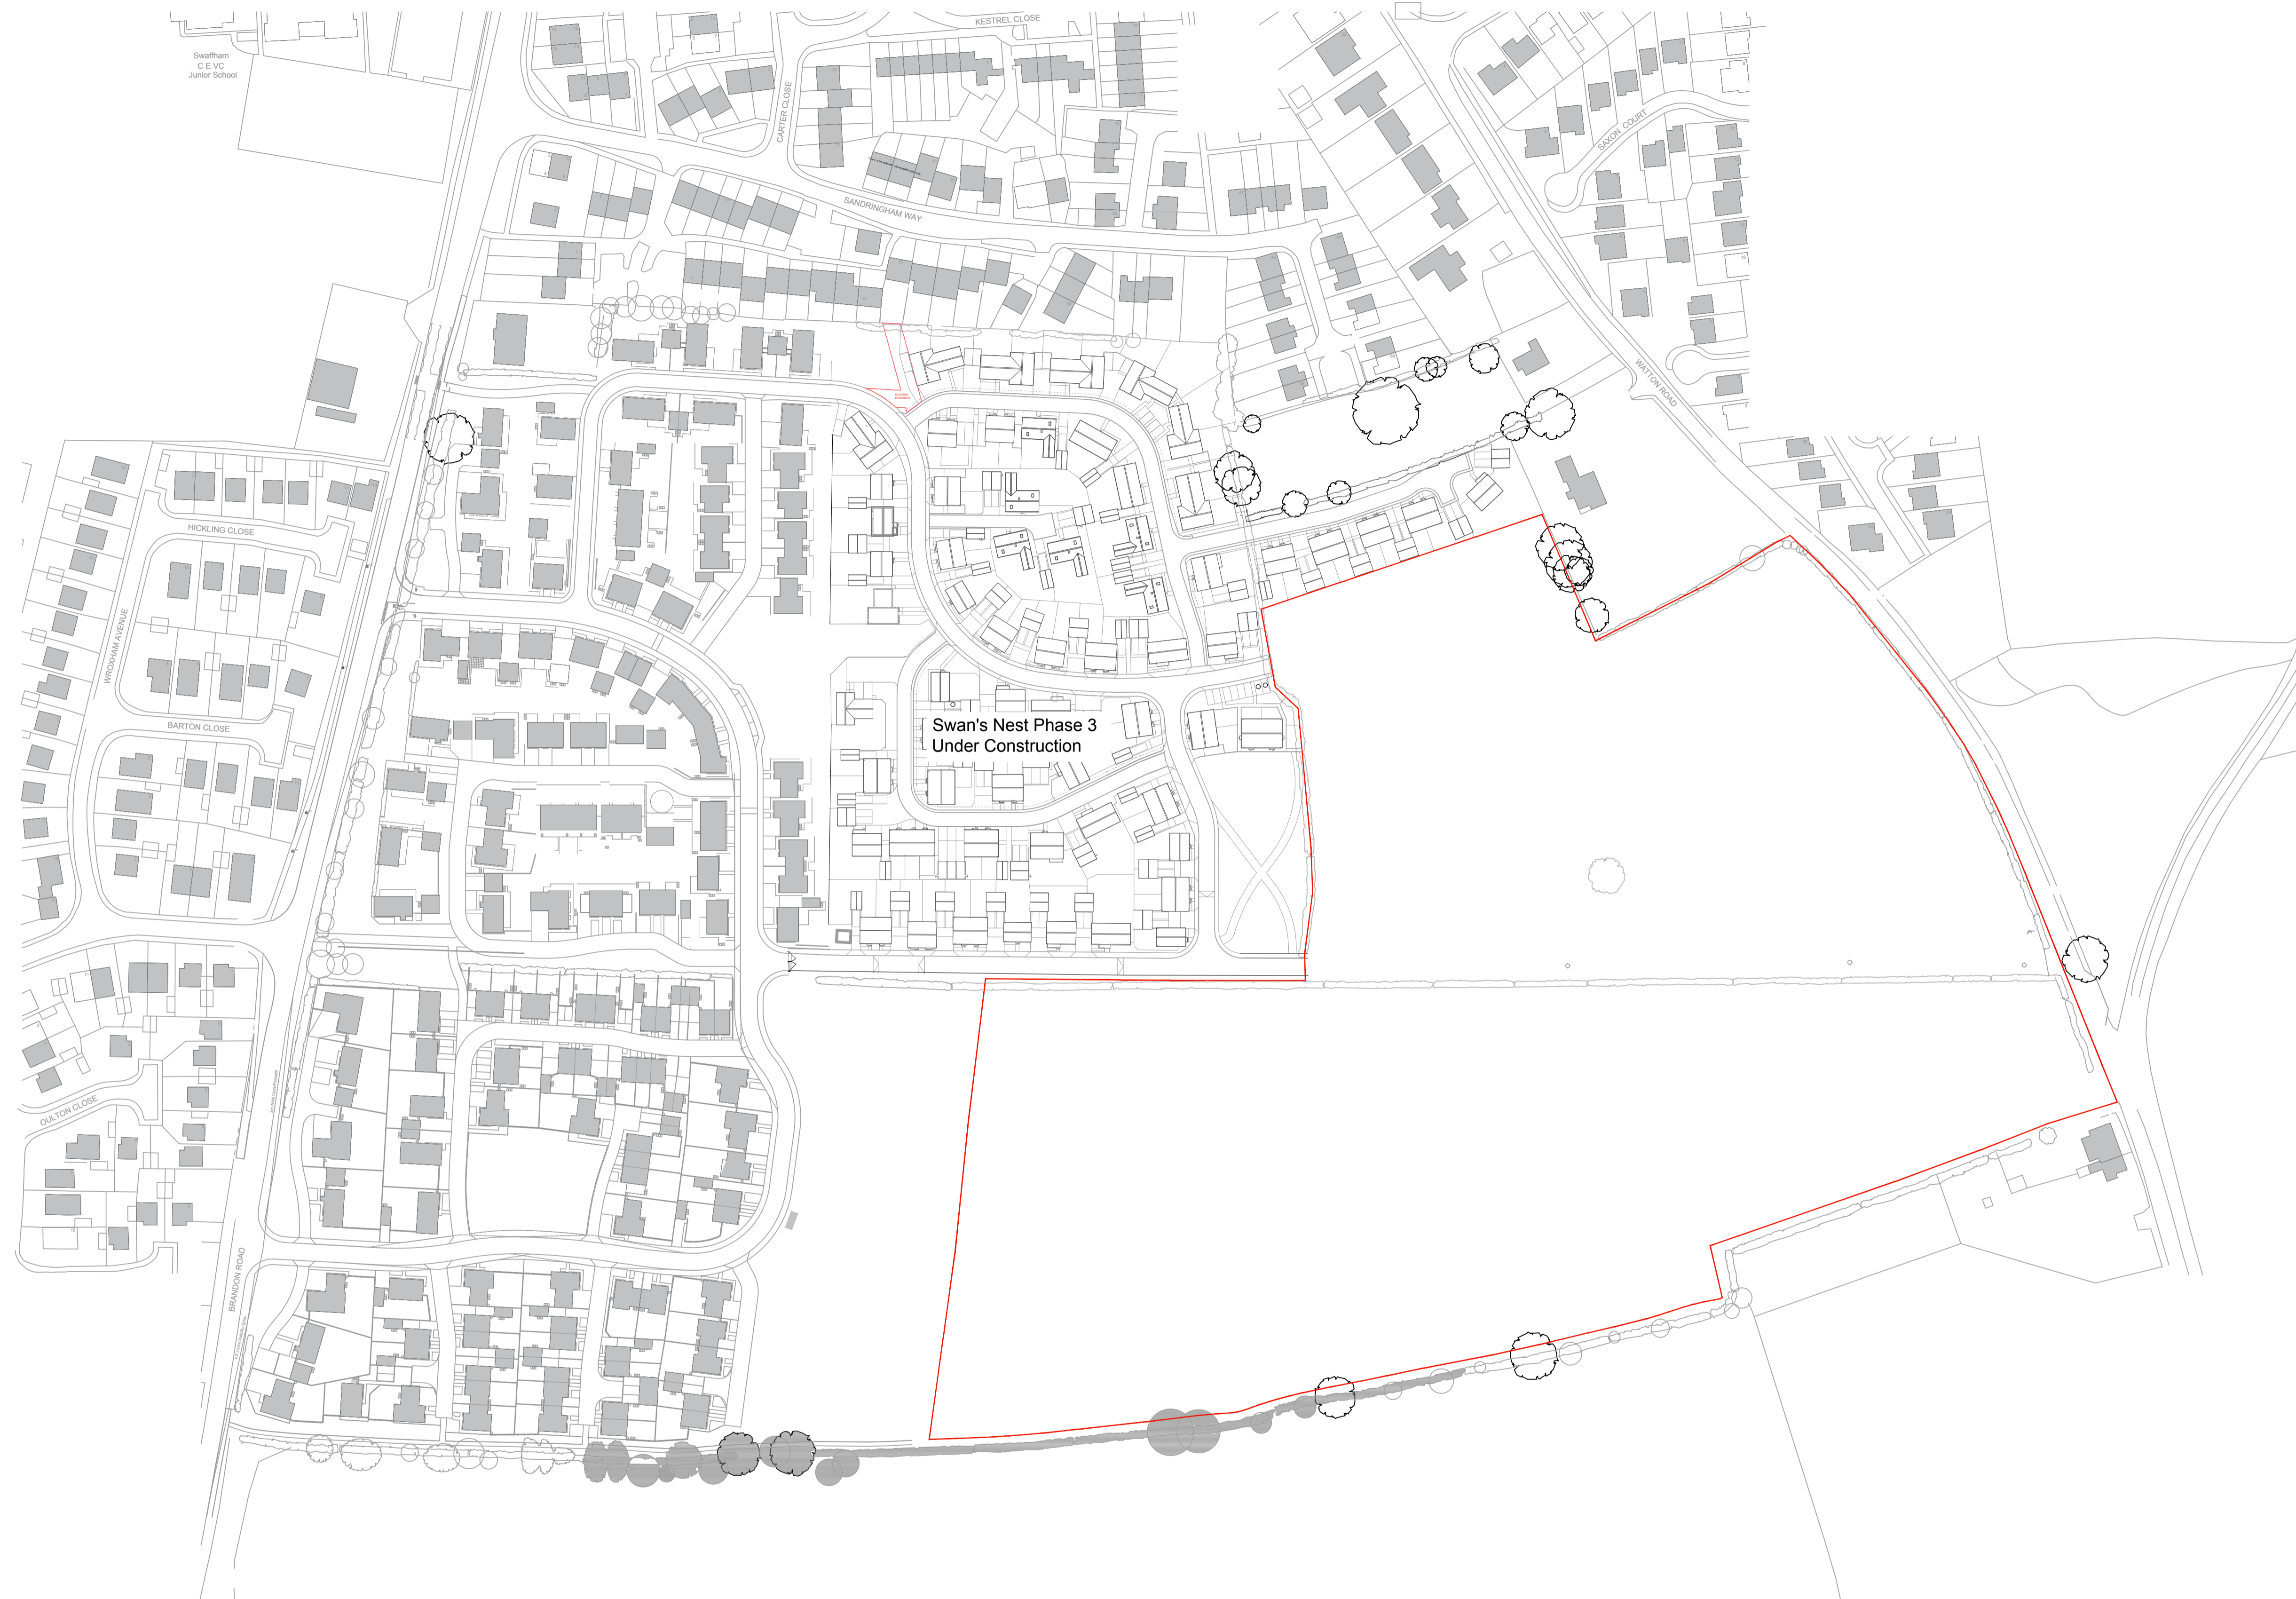 KESTREL CLOSE
Swaffham
C E VC
Junior School
CARTER CLOSE
SAXON COURT
SANDRINGHAM WAY
WATTON ROAD
HICKLING CLOSE
WROXHAM AVENUE
BARTON CLOSE
Swan's Nest Phase 3
Under Construction
OULTON CLOSE
BRANDON ROAD